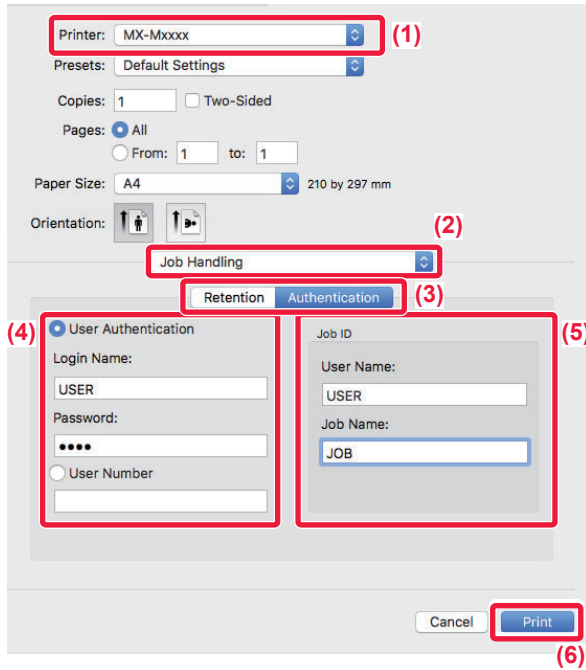 Printer: MX-Mxxxx (1)
Presets: Default Settings
Copies: 1 Two-Sided
Pages: All
From: 1 to: 1
Paper Size: A4 210 by 297 mm
Orientation:
(2)
Job Handling
Retention Authentication (3)
(4) User Authentication
Login Name:
USER
Password:
••••
User Number
Job ID (5)
User Name:
USER
Job Name:
JOB
Cancel Print
(6)